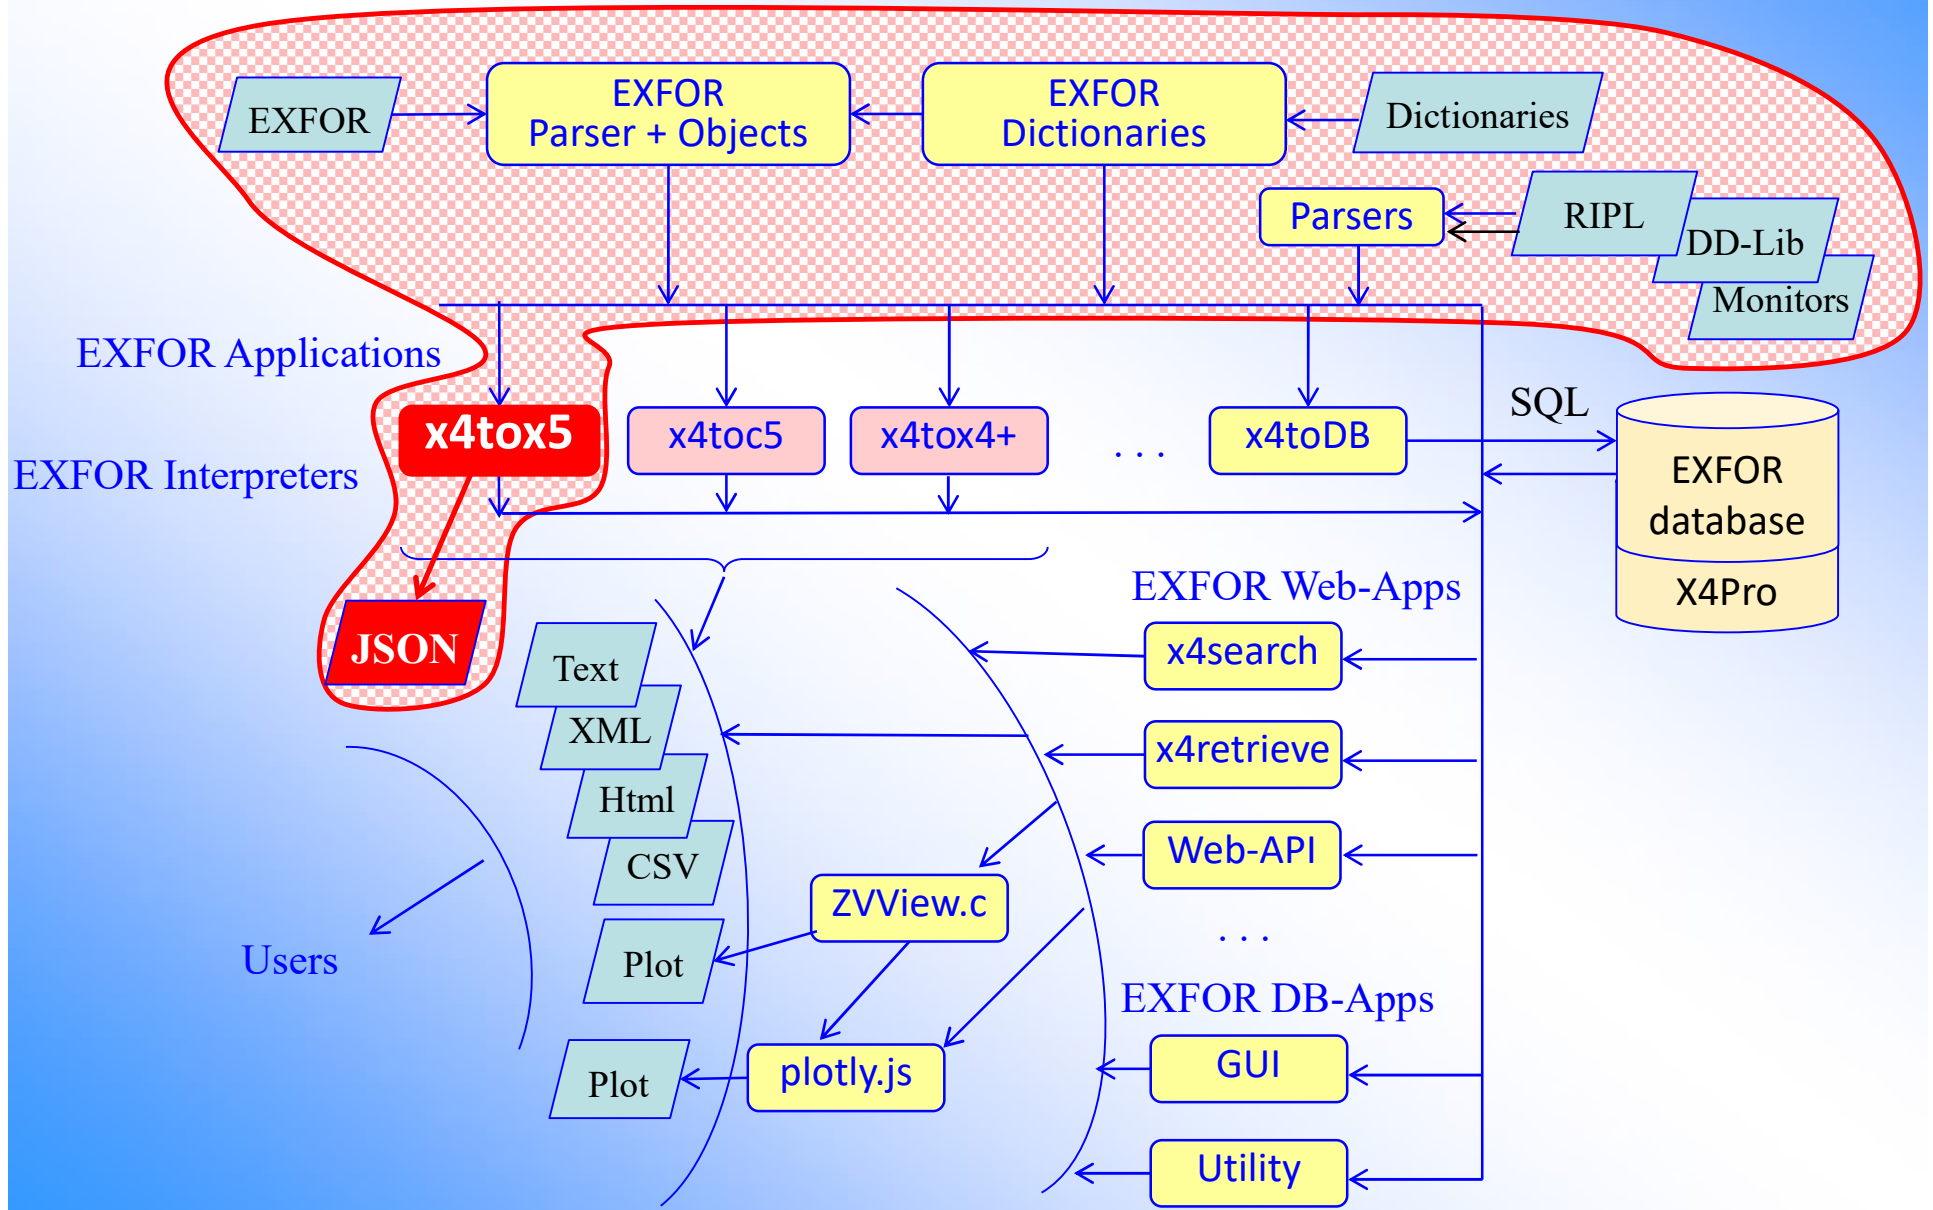 EXFOR
EXFOR
Parser + Objects
EXFOR
Dictionaries
Dictionaries
Parsers
RIPL
DD-Lib
Monitors
EXFOR Applications
SQL
x4tox5
x4toc5
x4tox4+
. . .
x4toDB
EXFOR Interpreters
EXFOR
database
X4Pro
EXFOR Web-Apps
JSON
Text
x4search
XML
x4retrieve
Html
Web-API
CSV
ZVView.c
. . .
Users
Plot
EXFOR DB-Apps
GUI
plotly.js
Plot
Utility